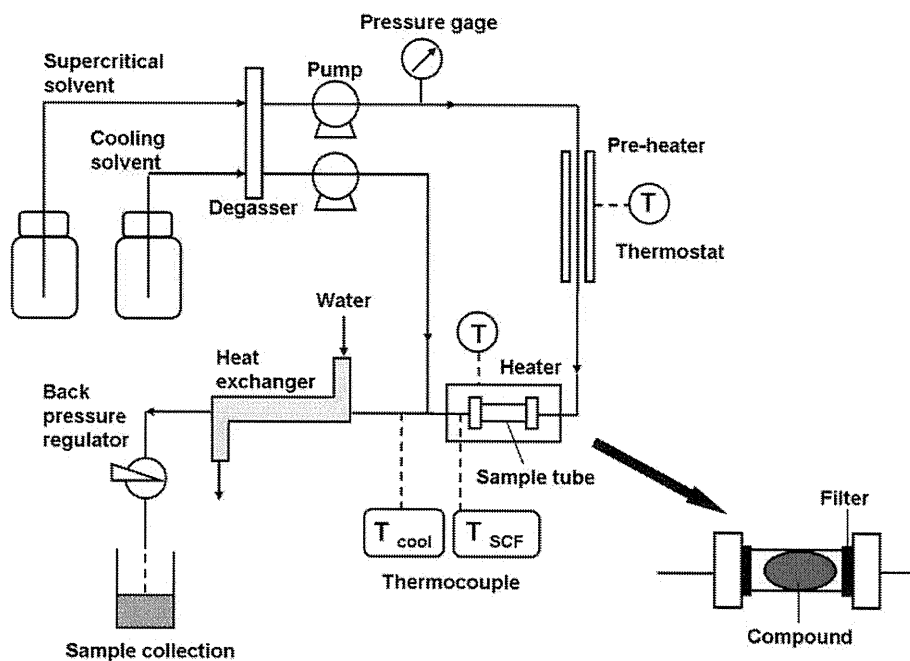 Pressure gage
Supercritical
solvent
Pump
Cooling
solvent
Degasser
Pre-heater
T
Thermostat
Water
T
Heater
Heat
exchanger
Back
pressure
regulator
Sample tube
T cool
T SCF
Thermocouple
Filter
Compound
Sample collection